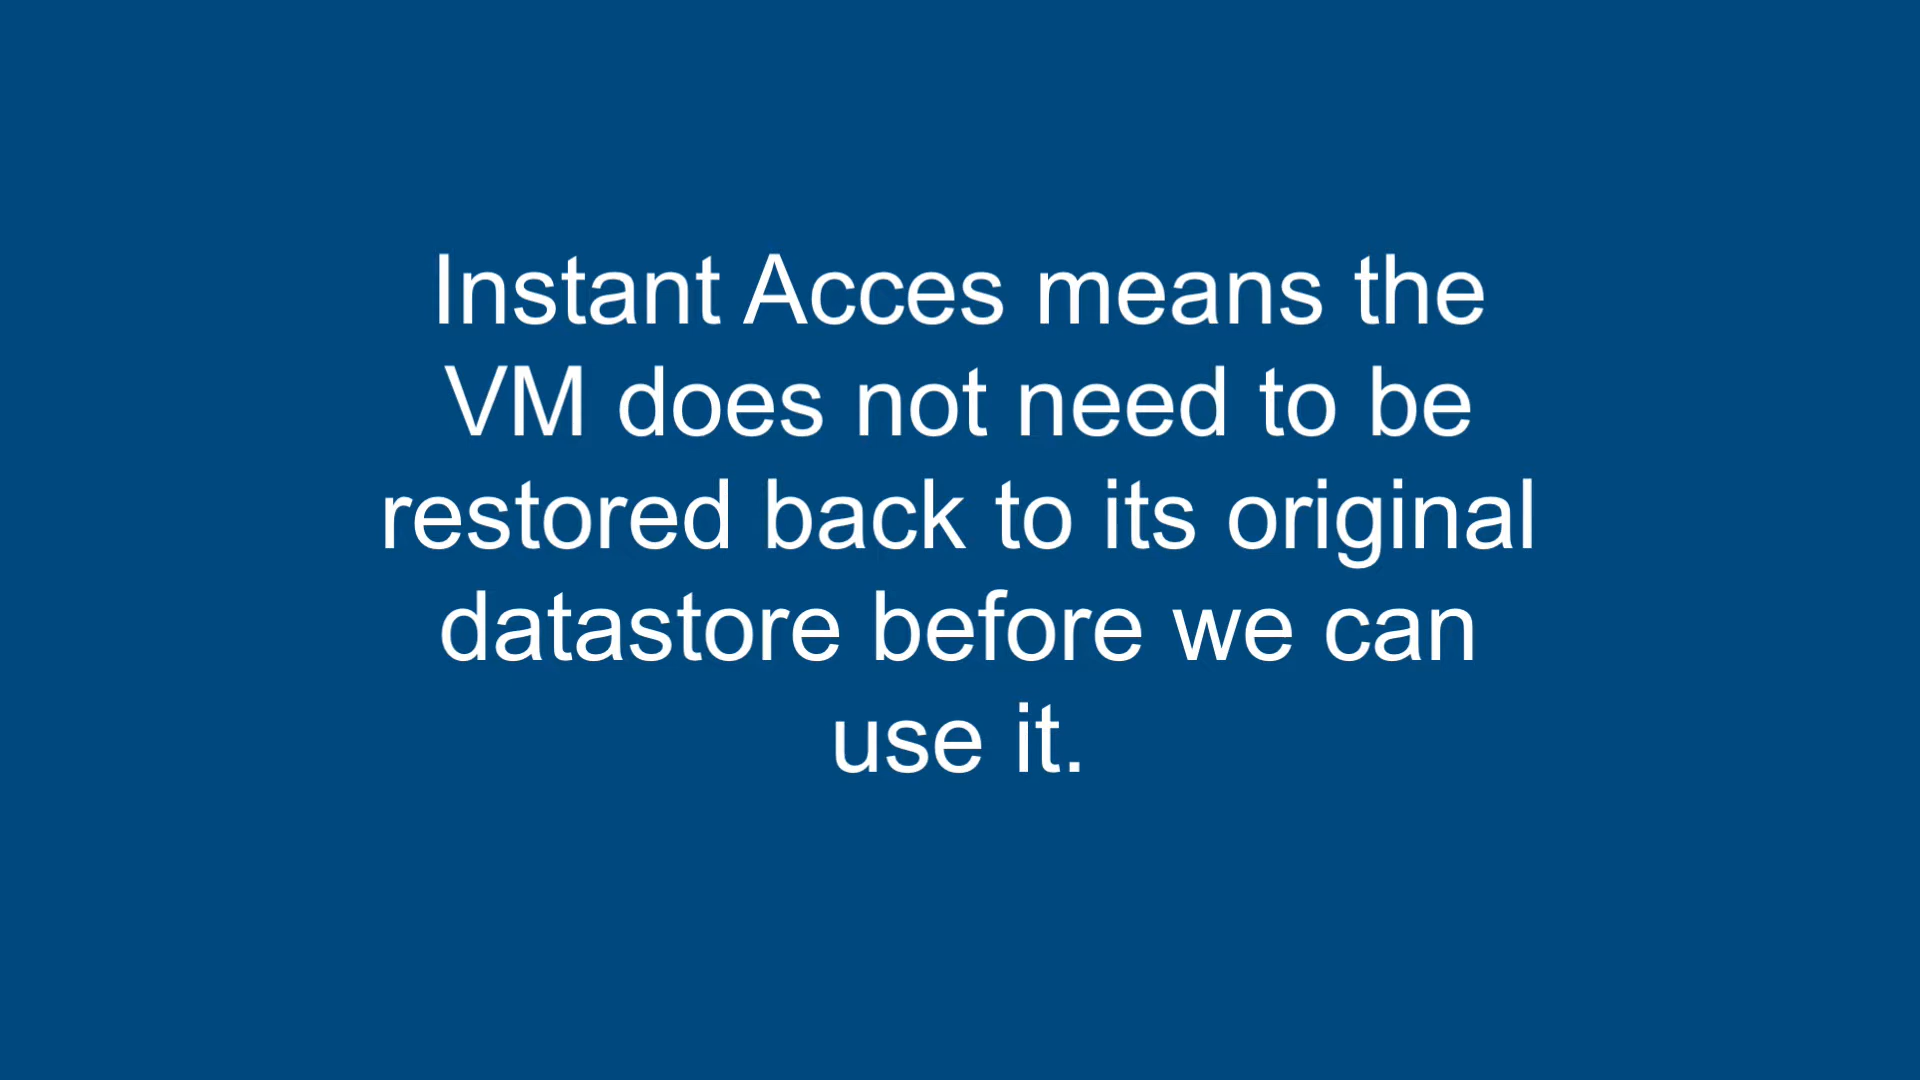 Instant Acces means the
VM does not need to be
restored back to its original
datastore before we can
use it.